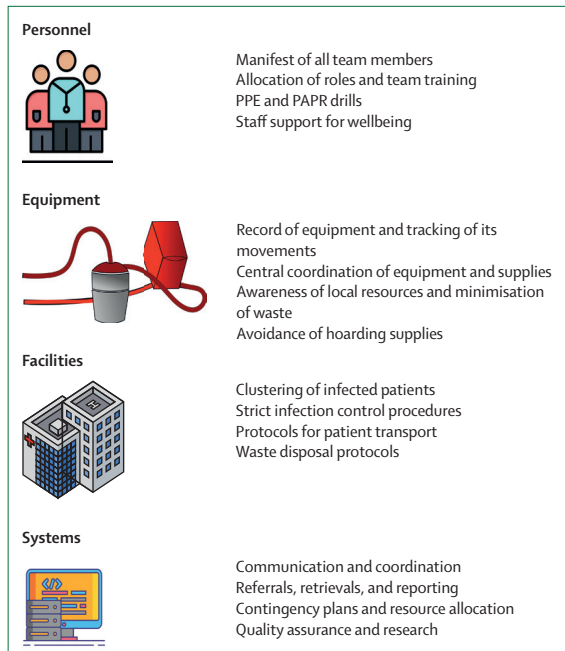 Personnel
Manifest of all team members
Allocation of roles and team training
PPE and PAPR drills
Staff support for wellbeing
Equipment
Record of equipment and tracking of its
movements
Central coordination of equipment and supplies
Awareness of local resources and minimisation
of waste
Avoidance of hoarding supplies
Facilities
H
Clustering of infected patients
Strict infection control procedures
Protocols for patient transport
Waste disposal protocols
Systems
</>
Communication and coordination
Referrals, retrievals, and reporting
Contingency plans and resource allocation
Quality assurance and research